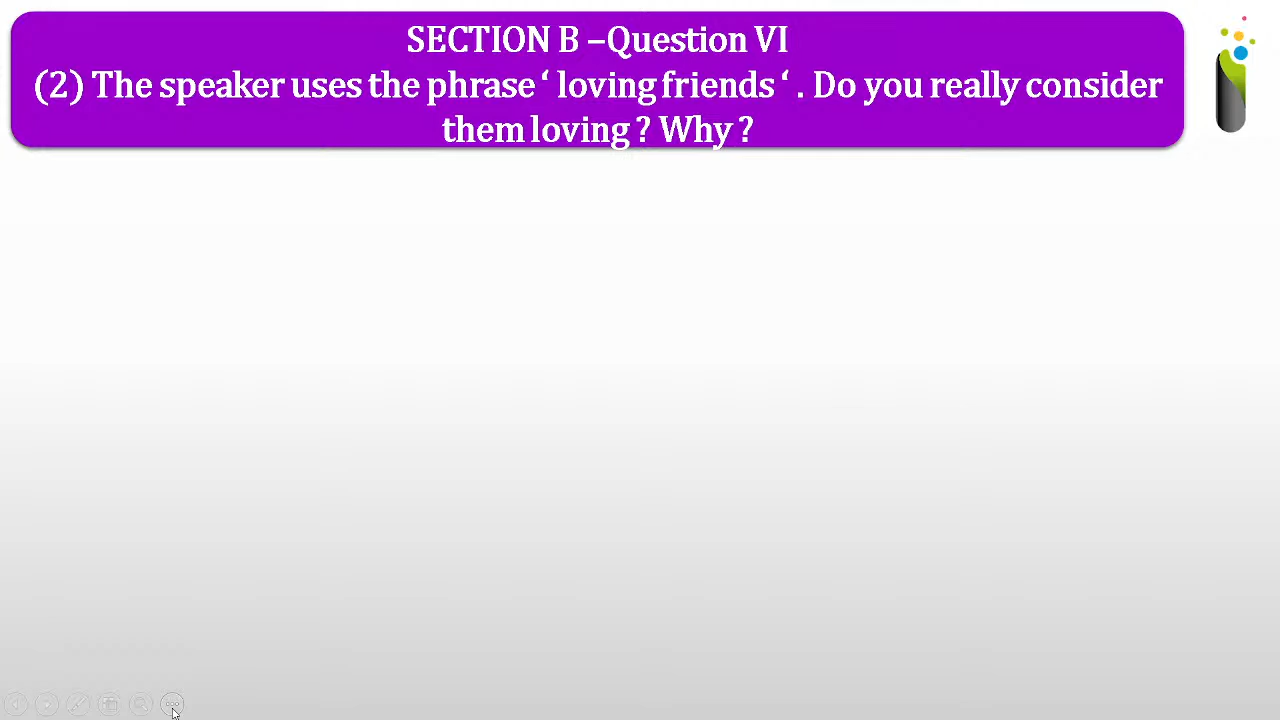 SECTION B –Question VI
(2) The speaker uses the phrase ‘ loving friends ‘ . Do you really consider
them loving ? Why ?